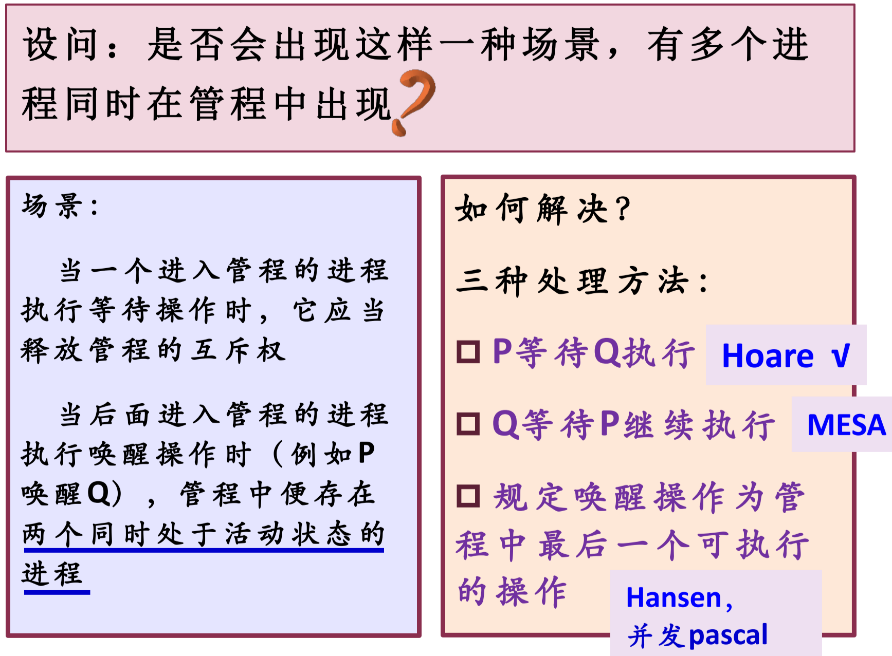 设问：是否会出现这样一种场景，有多个进
程同时在管程中出现?
场景：
当一个进入管程的进程
执行等待操作时，它应当
释放管程的互斥权
当后面进入管程的进程
执行唤醒操作时（例如P
唤醒Q），管程中便存在
两个同时处于活动状态的
进程
如何解决？
三种处理方法：
P等待Q执行 Hoare √
Q等待P继续执行 MESA
规定唤醒操作为管
程中最后一个可执行
的操作
Hansen，
并发pascal